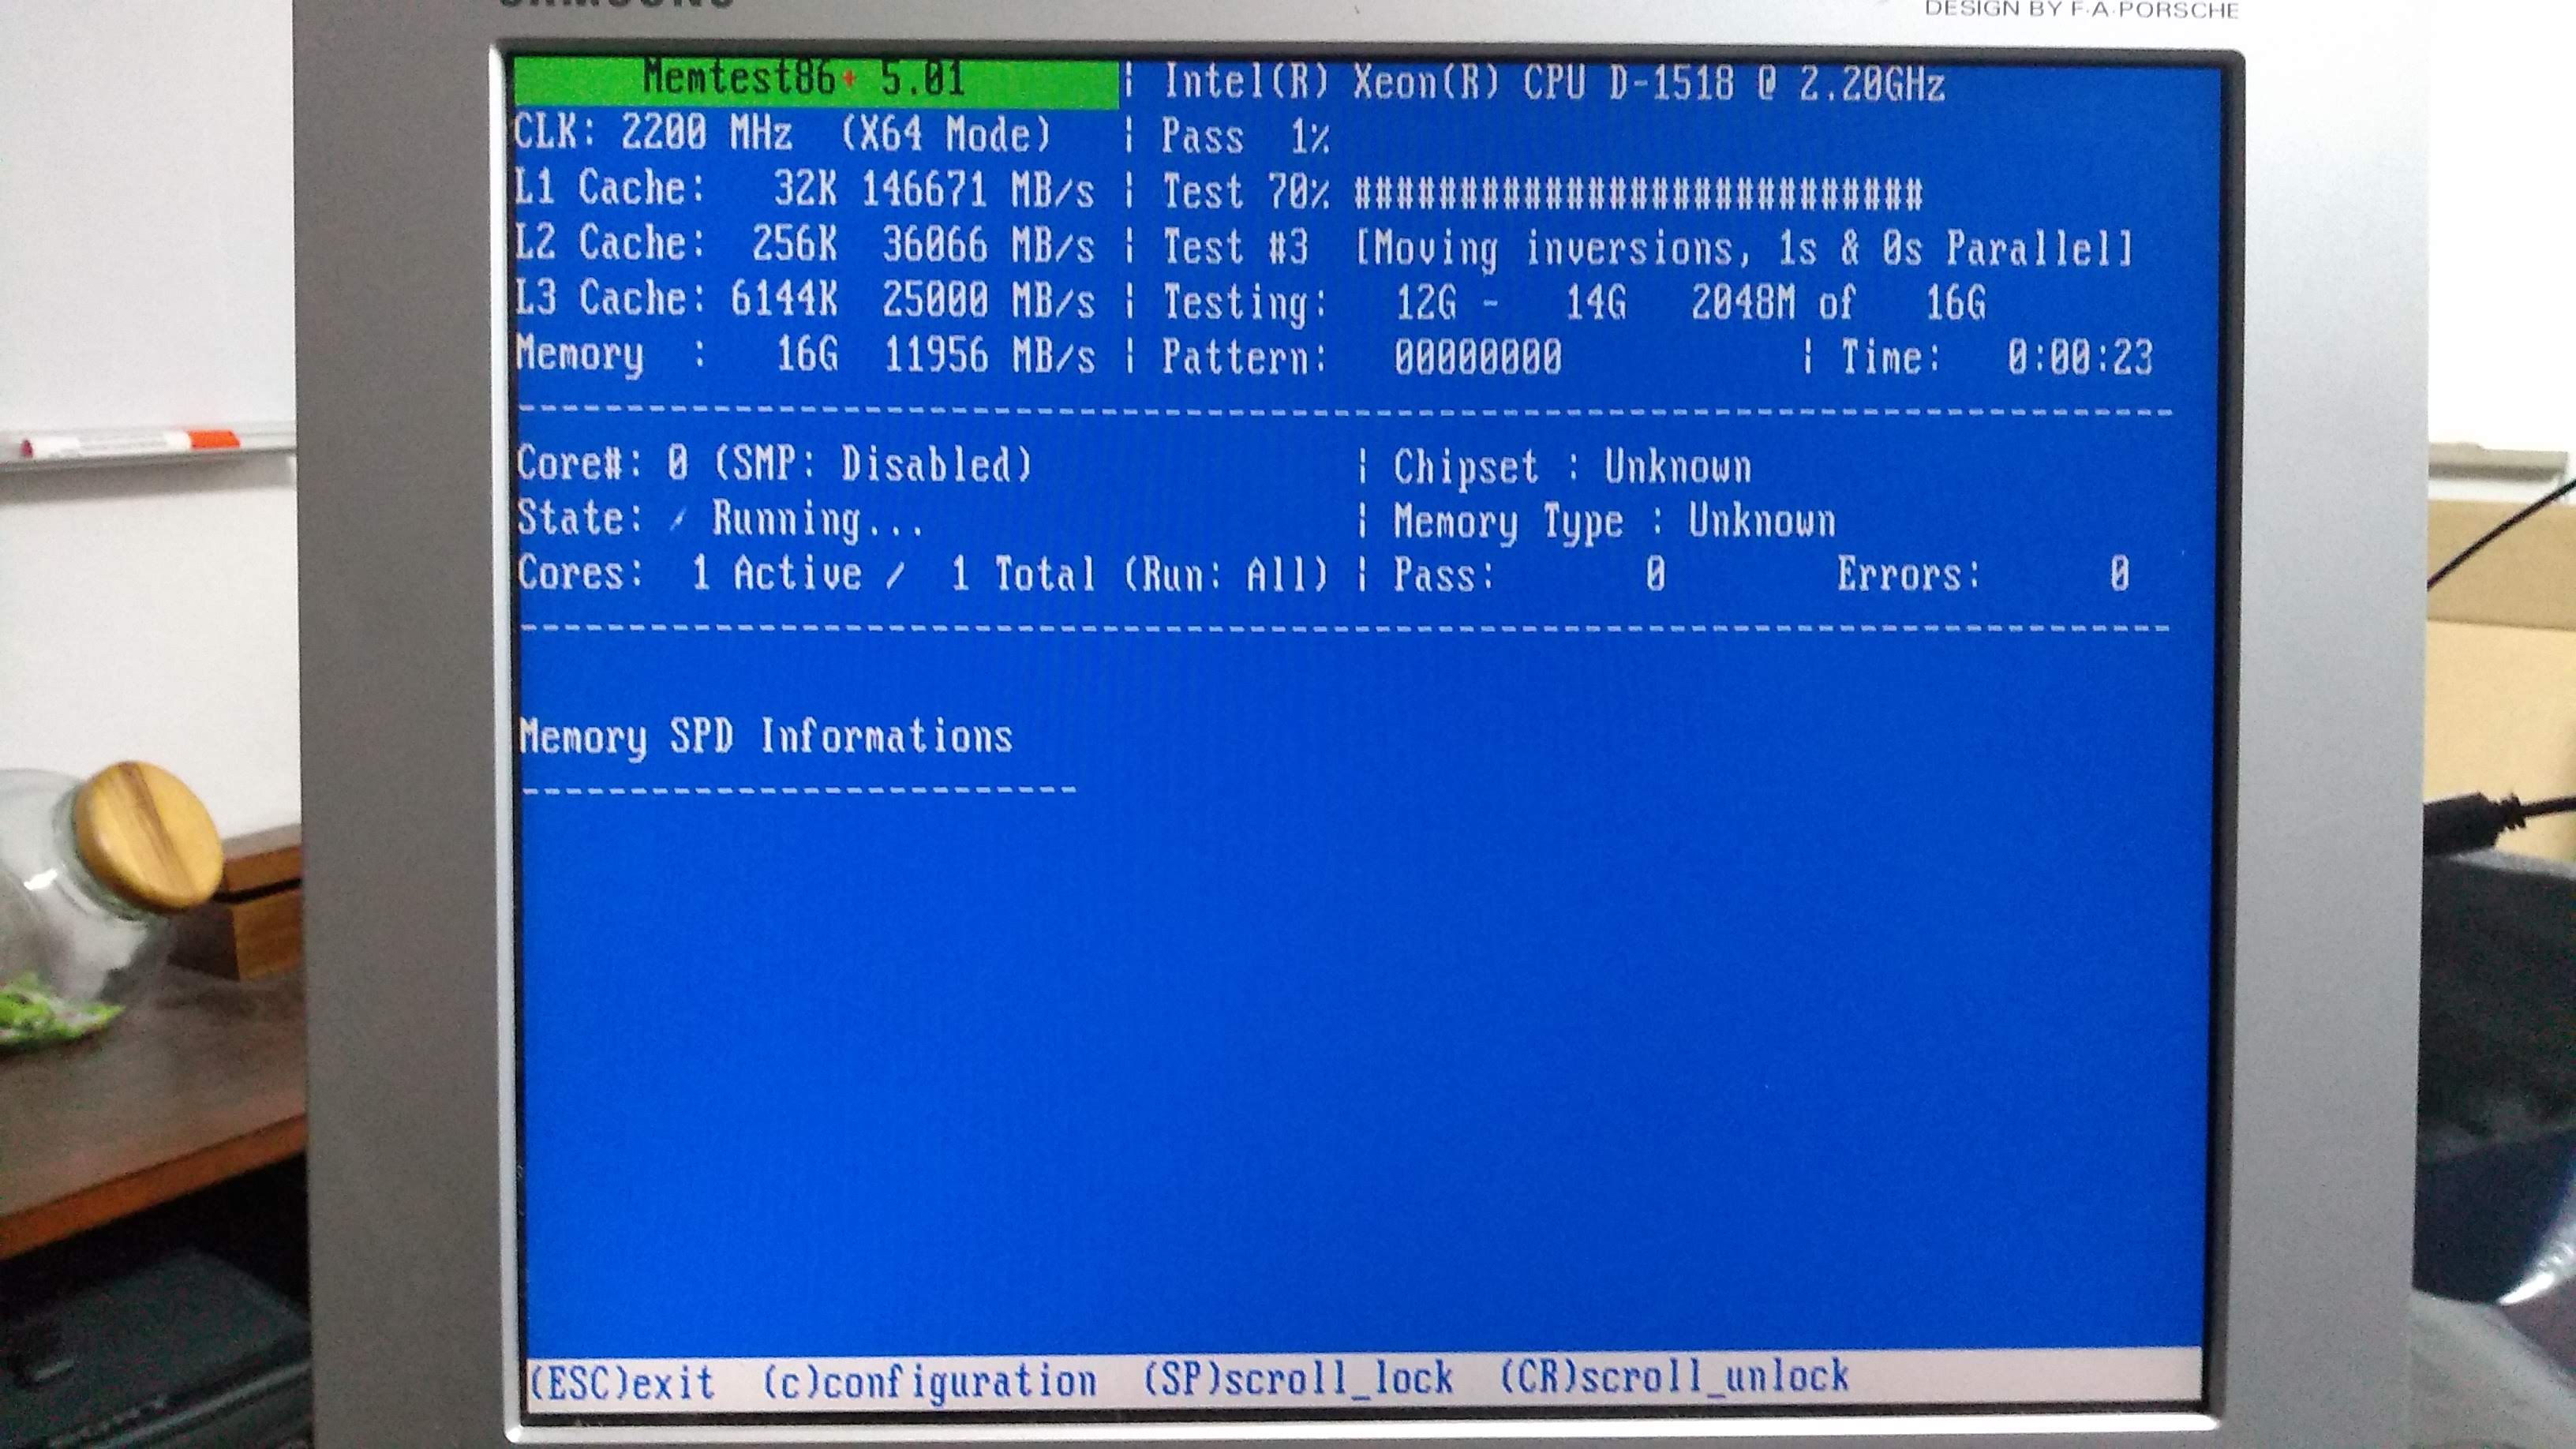 SAMSUNG
DESIGN BY F.A.PORSCHE
Memtest86+ 5.01 | Intel(R) Xeon(R) CPU D-1518 @ 2.20GHz
CLK: 2200 MHz (X64 Mode) | Pass 1%
L1 Cache: 32K 146671 MB/s | Test 70% ###########################
L2 Cache: 256K 36066 MB/s | Test #3 [Moving inversions, 1s & 0s Parallel]
L3 Cache: 6144K 25000 MB/s | Testing: 12G - 14G 2048M of 16G
Memory : 16G 11956 MB/s | Pattern: 00000000 | Time: 0:00:23
Core#: 0 (SMP: Disabled) | Chipset : Unknown
State: / Running... | Memory Type : Unknown
Cores: 1 Active / 1 Total (Run: All) | Pass: 0 Errors: 0
Memory SPD Informations
--------------------------
(ESC)exit (c)configuration (SP)scroll_lock (CR)scroll_unlock